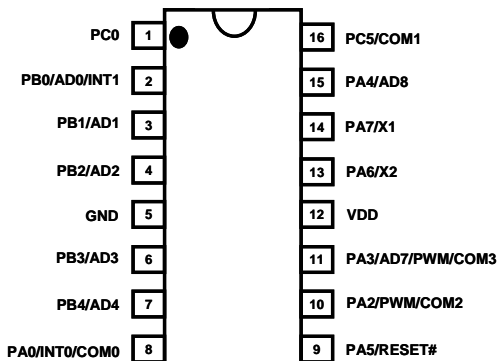 PC0 1 16 PC5/COM1
PB0/AD0/INT1 2 15 PA4/AD8
PB1/AD1 3 14 PA7/X1
PB2/AD2 4 13 PA6/X2
GND 5 12 VDD
PB3/AD3 6 11 PA3/AD7/PWM/COM3
PB4/AD4 7 10 PA2/PWM/COM2
PA0/INT0/COM0 8 9 PA5/RESET#